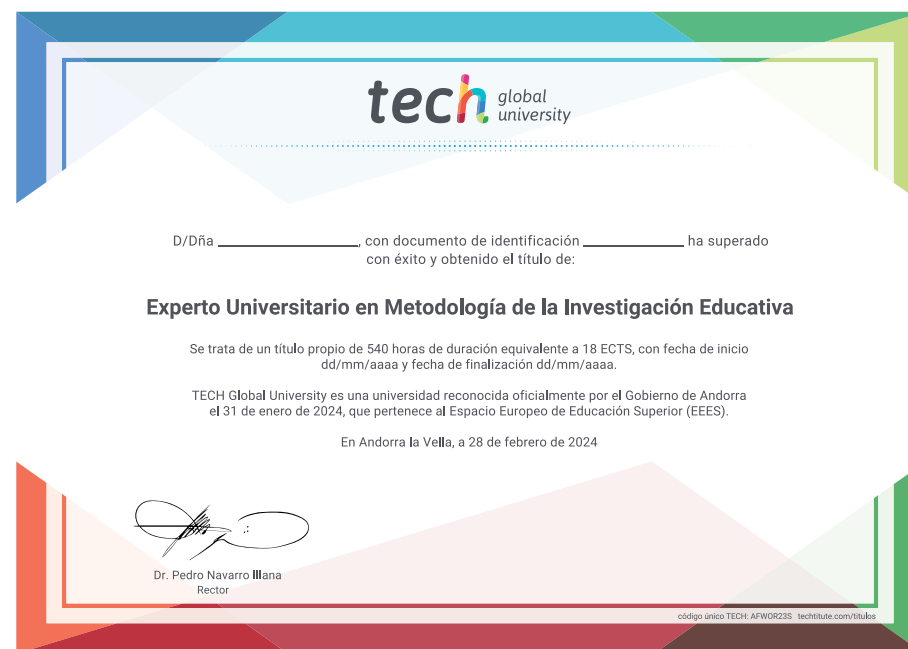 tech global university
D/Dña ____________________, con documento de identificación ______________ ha superado
con éxito y obtenido el título de:
Experto Universitario en Metodología de la Investigación Educativa
Se trata de un título propio de 540 horas de duración equivalente a 18 ECTS, con fecha de inicio
dd/mm/aaaa y fecha de finalización dd/mm/aaaa.
TECH Global University es una universidad reconocida oficialmente por el Gobierno de Andorra
el 31 de enero de 2024, que pertenece al Espacio Europeo de Educación Superior (EEES).
En Andorra la Vella, a 28 de febrero de 2024
Dr. Pedro Navarro Illana
Rector
código único TECH: AFWOR23S techtitute.com/titulos